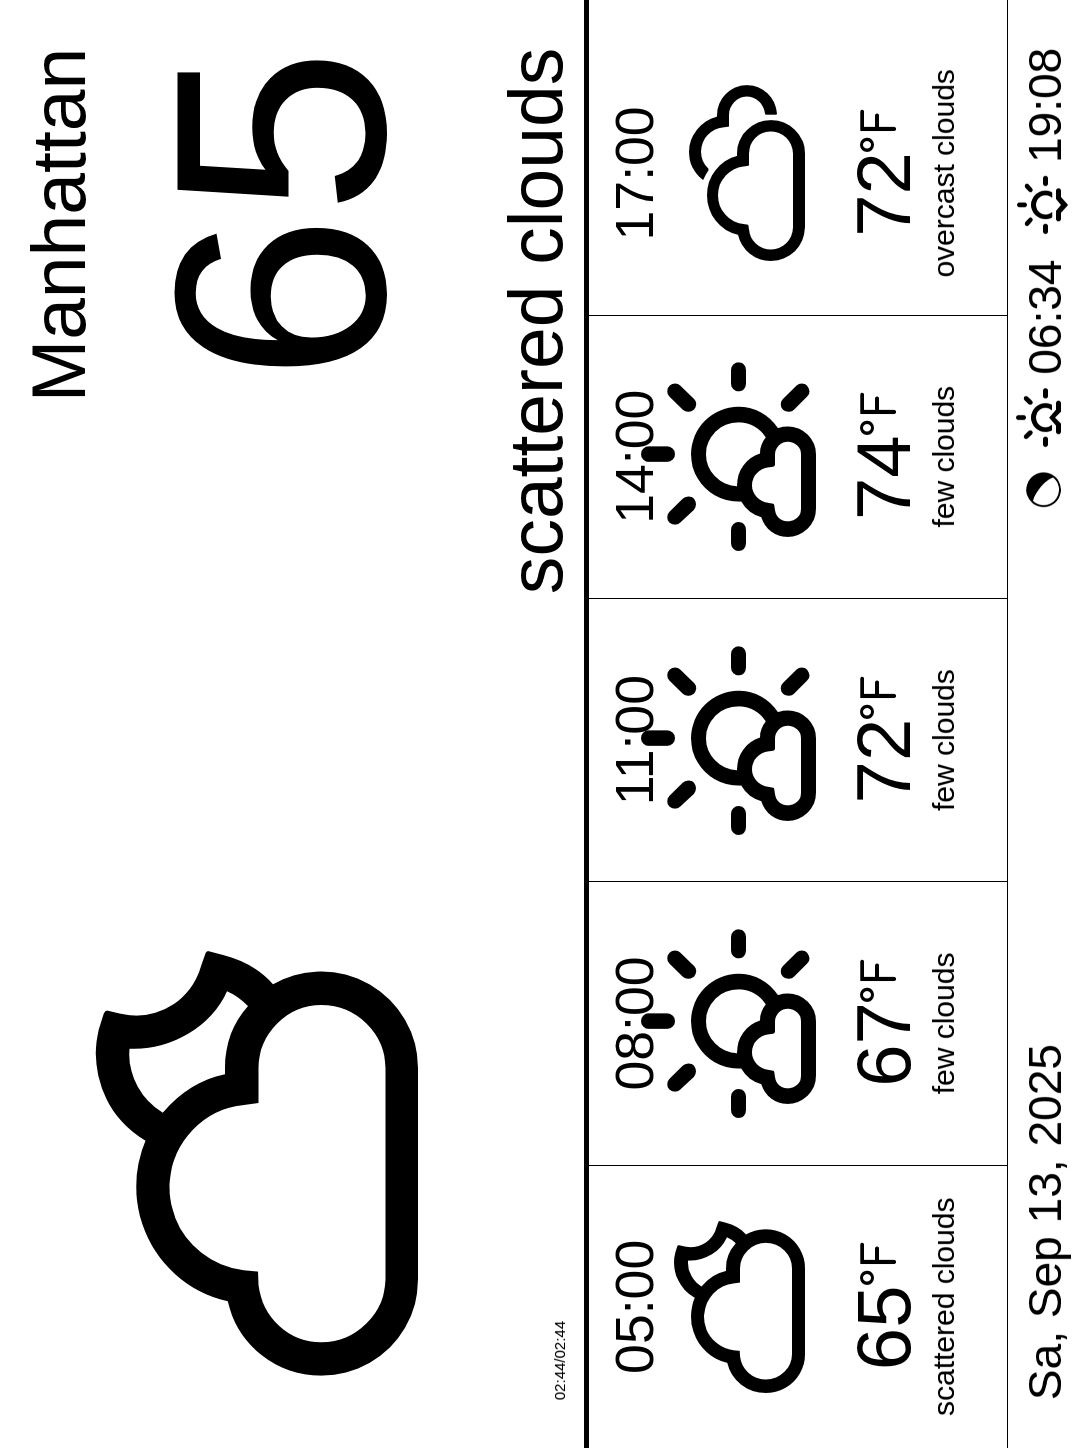 Manhattan
65
scattered clouds
02:44/02:44
05:00
65°F
scattered clouds
08:00
67°F
few clouds
11:00
72°F
few clouds
14:00
74°F
few clouds
17:00
72°F
overcast clouds
Sa, Sep 13, 2025
06:34
19:08